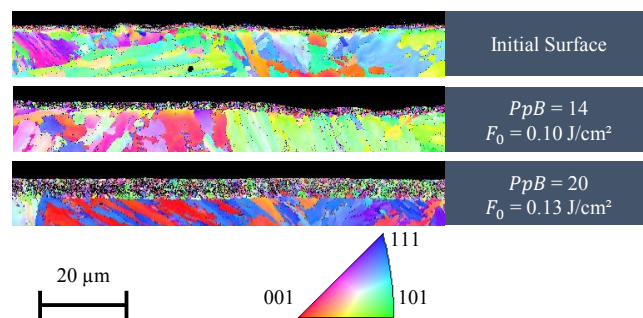 Initial Surface
PpB = 14
F₀ = 0.10 J/cm²
PpB = 20
F₀ = 0.13 J/cm²
20 µm
111
001
101